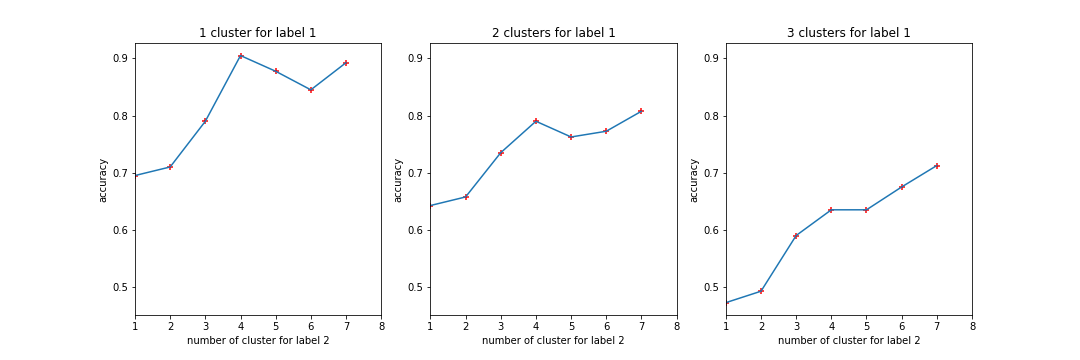 1 cluster for label 1
0.9
0.8
0.7
0.6
0.5
accuracy
1 2 3 4 5 6 7 8
number of cluster for label 2
2 clusters for label 1
0.9
0.8
0.7
0.6
0.5
accuracy
1 2 3 4 5 6 7 8
number of cluster for label 2
3 clusters for label 1
0.9
0.8
0.7
0.6
0.5
accuracy
1 2 3 4 5 6 7 8
number of cluster for label 2